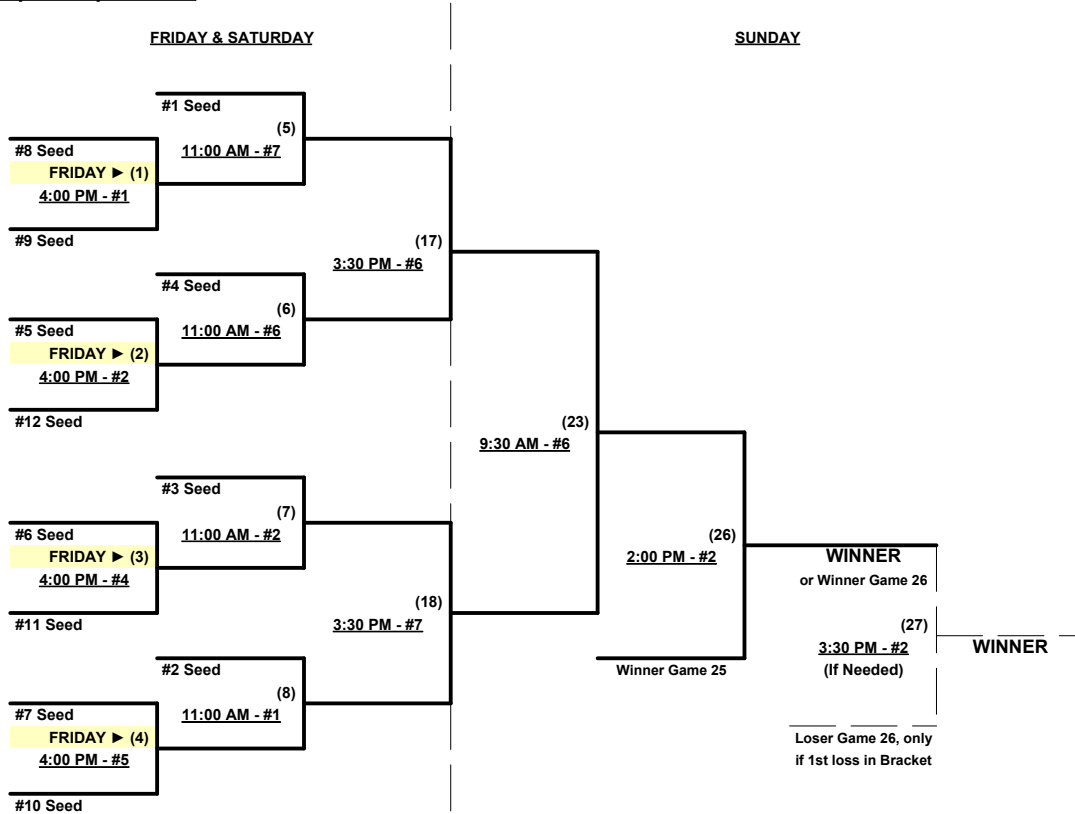 FRIDAY & SATURDAY
SUNDAY
#1 Seed
(5)
11:00 AM - #7
#8 Seed
FRIDAY ► (1)
4:00 PM - #1
#9 Seed
(17)
3:30 PM - #6
#4 Seed
(6)
11:00 AM - #6
#5 Seed
FRIDAY ► (2)
4:00 PM - #2
#12 Seed
(23)
9:30 AM - #6
#3 Seed
(7)
11:00 AM - #2
#6 Seed
FRIDAY ► (3)
4:00 PM - #4
#11 Seed
(18)
3:30 PM - #7
#2 Seed
(8)
11:00 AM - #1
#7 Seed
FRIDAY ► (4)
4:00 PM - #5
#10 Seed
(26)
2:00 PM - #2
Winner Game 25
WINNER
or Winner Game 26
(27)
3:30 PM - #2
(If Needed)
WINNER
Loser Game 26, only
if 1st loss in Bracket